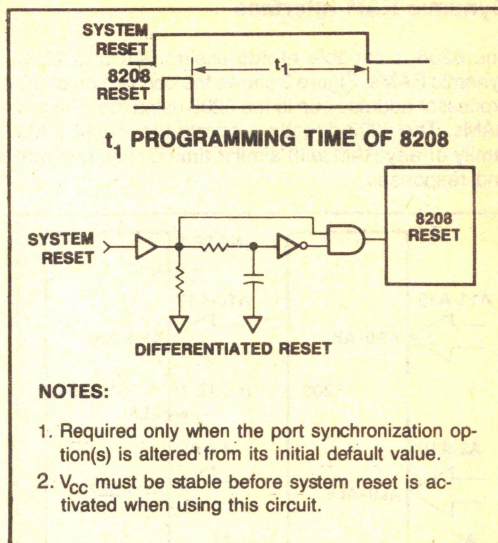 SYSTEM
RESET
8208
RESET
t₁
t₁ PROGRAMMING TIME OF 8208
SYSTEM
RESET
8208
RESET
DIFFERENTIATED RESET
NOTES:
1. Required only when the port synchronization op-
tion(s) is altered from its initial default value.
2. V_CC must be stable before system reset is ac-
tivated when using this circuit.